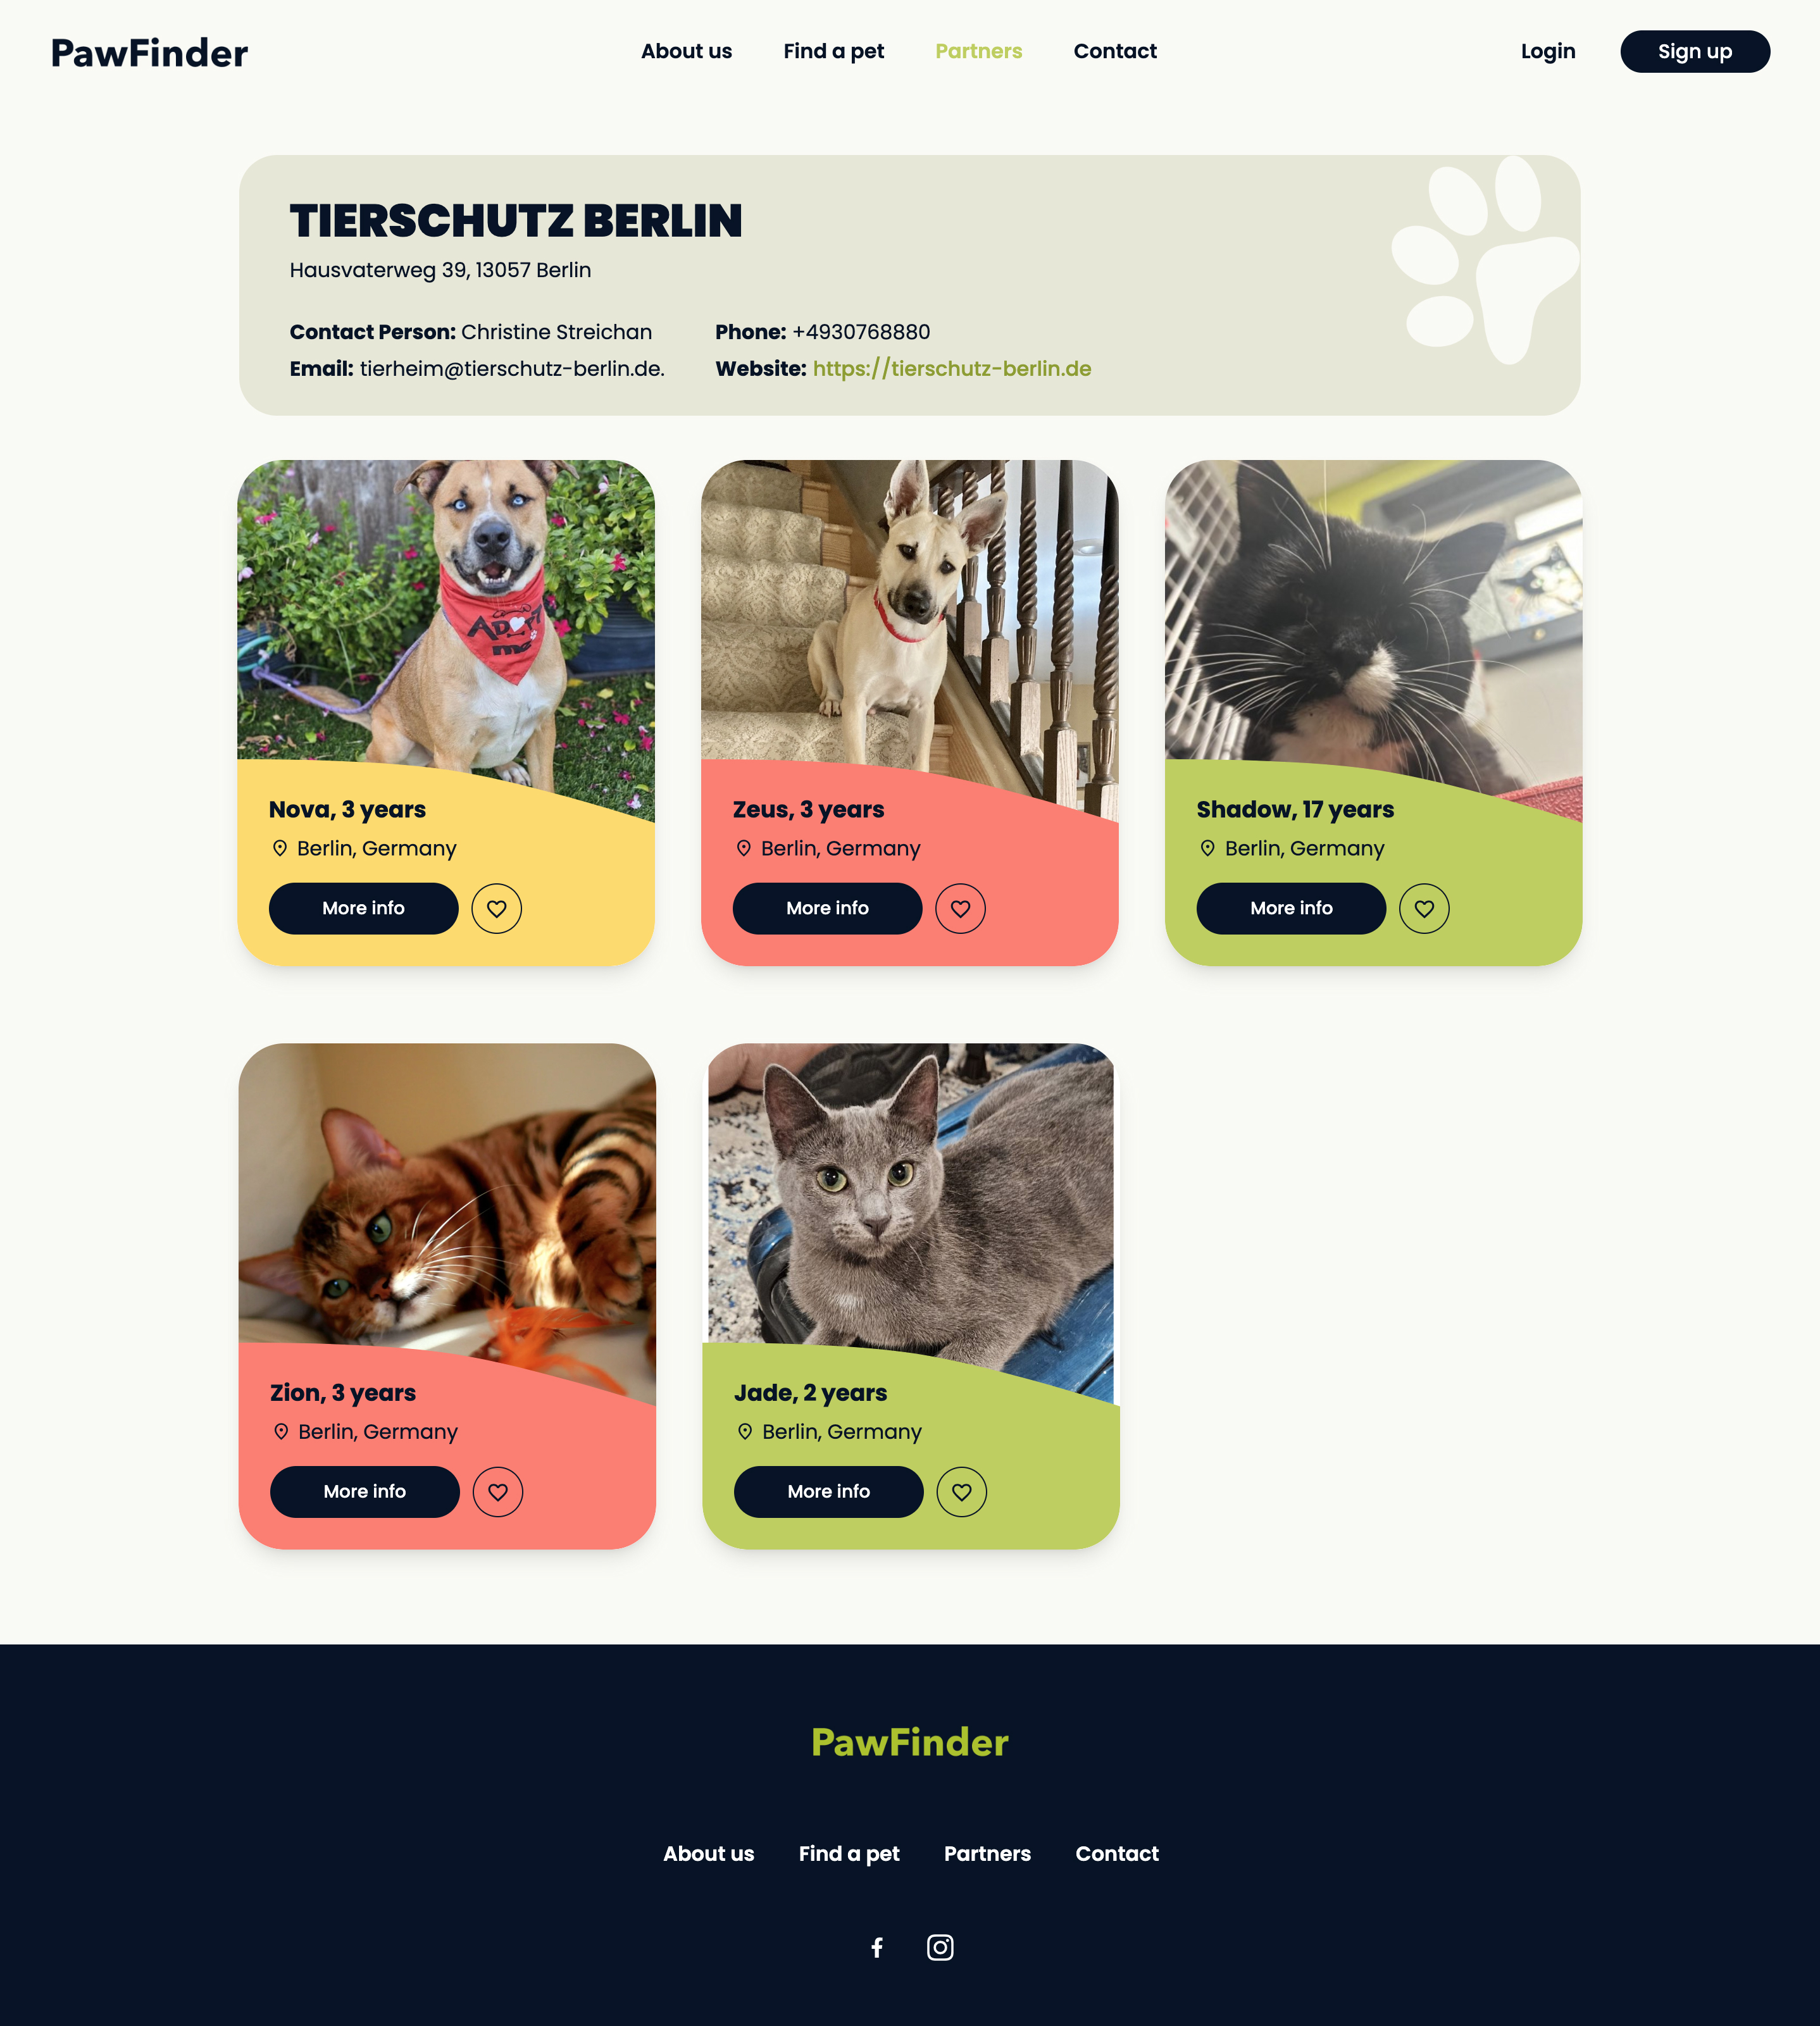 PawFinder
About us Find a pet Partners Contact
Login Sign up
TIERSCHUTZ BERLIN
Hausvaterweg 39, 13057 Berlin
Contact Person: Christine Streichan Phone: +4930768880
Email: tierheim@tierschutz-berlin.de. Website: https://tierschutz-berlin.de
ADOPT
me
Nova, 3 years
Berlin, Germany
More info
Zeus, 3 years
Berlin, Germany
More info
Shadow, 17 years
Berlin, Germany
More info
Zion, 3 years
Berlin, Germany
More info
Jade, 2 years
Berlin, Germany
More info
PawFinder
About us Find a pet Partners Contact